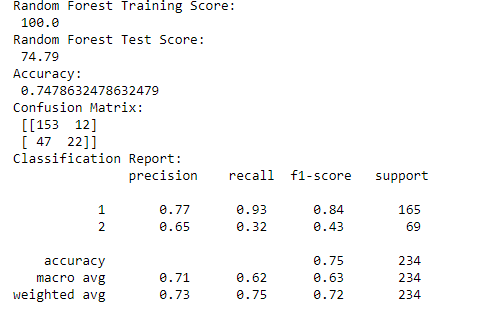 Random Forest Training Score:
100.0
Random Forest Test Score:
74.79
Accuracy:
0.7478632478632479
Confusion Matrix:
[[153  12]
[ 47  22]]
Classification Report:
precision    recall  f1-score   support
1       0.77      0.93      0.84       165
2       0.65      0.32      0.43        69
accuracy                           0.75       234
macro avg       0.71      0.62      0.63       234
weighted avg       0.73      0.75      0.72       234